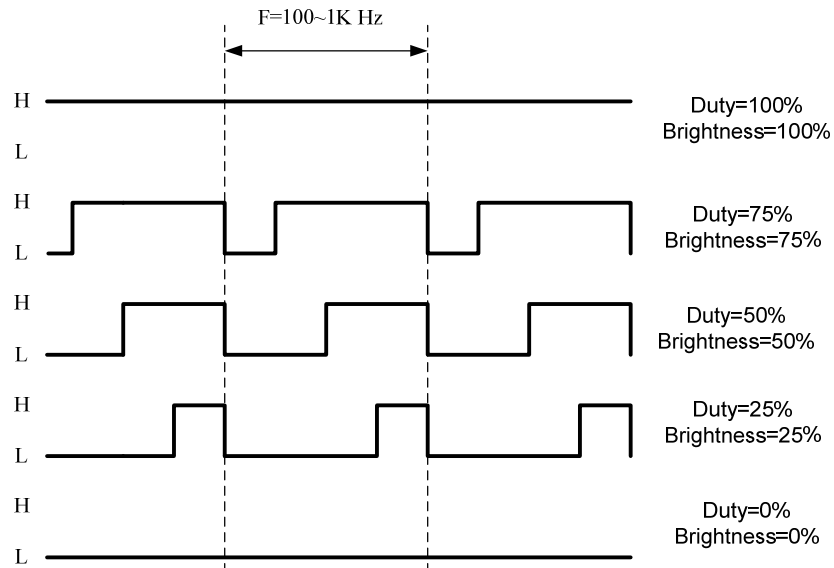 F=100~1K Hz
H
Duty=100%
Brightness=100%
L
H
Duty=75%
Brightness=75%
L
H
Duty=50%
Brightness=50%
L
H
Duty=25%
Brightness=25%
L
H
Duty=0%
Brightness=0%
L